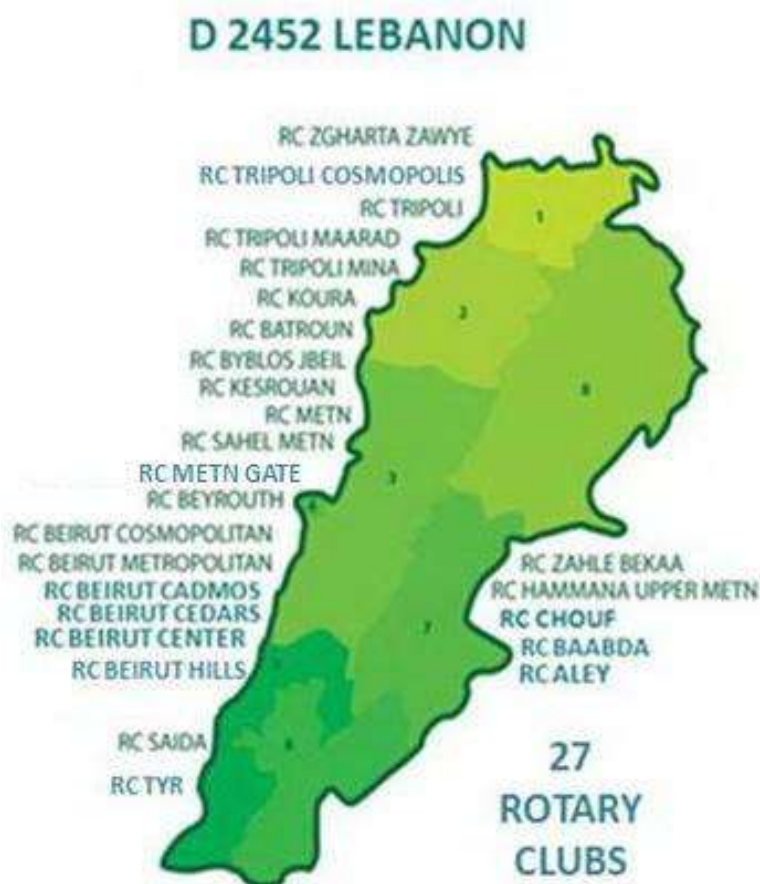 D 2452 LEBANON
RC ZGHARTA ZAWYE
RC TRIPOLI COSMOPOLIS
RC TRIPOLI
RC TRIPOLI MAARAD
RC TRIPOLI MINA
RC KOURA
RC BATROUN
RC BYBLOS JBEIL
RC KESROUAN
RC METN
RC SAHEL METN
RC METN GATE
RC BEYROUTH
RC BEIRUT COSMOPOLITAN
RC BEIRUT METROPOLITAN
RC BEIRUT CADMOS
RC BEIRUT CEDARS
RC BEIRUT CENTER
RC BEIRUT HILLS
RC SAIDA
RC TYR
1
2
3
7
RC ZAHLE BEKAA
RC HAMMANA UPPER METN
RC CHOUF
RC BAABDA
RC ALEY
27
ROTARY
CLUBS